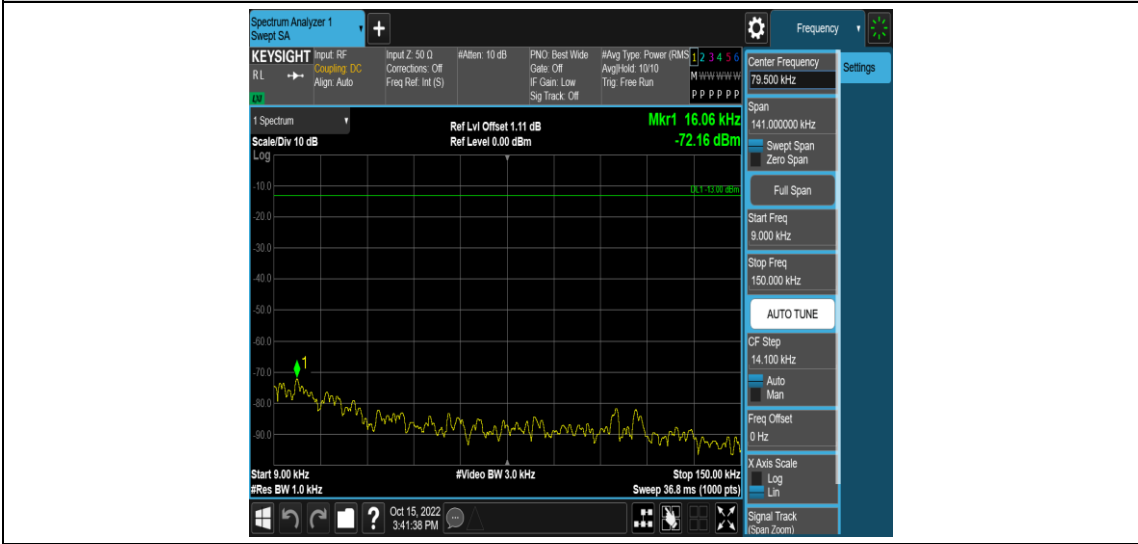 Spectrum Analyzer 1
Swept SA
Frequency
KEYSIGHT
RL
LXI
Input: RF
Coupling: DC
Align: Auto
Input Z: 50 Ω
Corrections: Off
Freq Ref: Int (S)
#Atten: 10 dB
PNO: Best Wide
Gate: Off
IF Gain: Low
Sig Track: Off
#Avg Type: Power (RMS
Avg|Hold: 10/10
Trig: Free Run
1 2 3 4 5 6
M W W W W W
P P P P P P
1 Spectrum
Scale/Div 10 dB
Log
Ref Lvl Offset 1.11 dB
Ref Level 0.00 dBm
Mkr1 16.06 kHz
-72.16 dBm
DL1 -13.00 dBm
-10.0
-20.0
-30.0
-40.0
-50.0
-60.0
-70.0
-80.0
-90.0
1
Start 9.00 kHz
#Res BW 1.0 kHz
#Video BW 3.0 kHz
Stop 150.00 kHz
Sweep 36.8 ms (1000 pts)
Oct 15, 2022
3:41:38 PM
Center Frequency
79.500 kHz
Settings
Span
141.000000 kHz
Swept Span
Zero Span
Full Span
Start Freq
9.000 kHz
Stop Freq
150.000 kHz
AUTO TUNE
CF Step
14.100 kHz
Auto
Man
Freq Offset
0 Hz
X Axis Scale
Log
Lin
Signal Track
(Span Zoom)